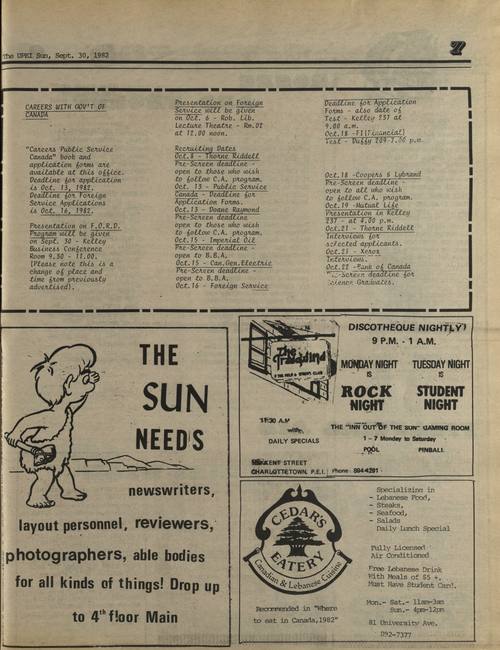 The UPEI Sun, Sept. 30, 1982
7
CAREERS WITH GOV'T OF
CANADA
"Careers Public Service
Canada" book and
application forms are
available at this office.
Deadline for application
is Oct. 13, 1982.
Deadline for Foreign
Service Applications
is Oct. 16, 1982.
Presentation on F.O.R.D.
Program will be given
on Sept. 30 - Kelley
Business Conference
Room 9.30 - 11.00.
(Please note this is a
change of place and
time from previously
advertised).
Presentation on Foreign
Service will be given
on Oct. 6 - Rob. Lib.
Lecture Theatre - Rm.02
at 12.00 noon.
Recruiting Dates
Oct.8 - Thorne Riddell
Pre-Screen deadline -
open to those who wish
to follow C.A. program.
Oct. 13 - Public Service
Canada - Deadline for
Application Forms.
Oct.13 - Doane Raymond
Pre-Screen deadline
open to those who wish
to follow C.A. program.
Oct.15 - Imperial Oil
Pre-Screen deadline -
open to B.B.A.
Oct.15 - Can.Gen.Electric
Pre-Screen deadline -
open to B.B.A.
Oct.16 - Foreign Service
Deadline for Application
Forms - also date of
Test - Kelley 237 at
9.00 a.m.
Oct.18 -FI(Financial)
Test - Duffy 209-7.00 p.m.
Oct.18 -Coopers & Lybrand
Pre-Screen deadline -
open to all who wish
to follow C.A. program.
Oct.19 -Mutual Life
Presentation in Kelley
237 - at 4.00 p.m.
Oct.21 - Thorne Riddell
Interviews for
selected applicants.
Oct.21 - Xerox
Interviews.
Oct.22 -Bank of Canada
-Screen deadline for
Science Graduates.
THE
SUN
NEEDS
newswriters,
layout personnel, reviewers,
photographers, able bodies
for all kinds of things! Drop up
to 4th floor Main
The
DISCOTHEQUE NIGHTLY
9 P.M. - 1 A.M.
MONDAY NIGHT
IS
ROCK
NIGHT
TUESDAY NIGHT
IS
STUDENT
NIGHT
11:30 A.M
with
DAILY SPECIALS
THE "INN OUT OF THE SUN" GAMING ROOM
1 - 7 Monday to Saturday
POOL
PINBALL
KENT STREET
CHARLOTTETOWN, P.E.I. Phone
CEDAR'S
EATERY
Canadian & Lebanese Cuisine
Recommended in "Where
to eat in Canada,1982"
Specializing in
- Lebanese Food,
- Steaks,
- Seafood,
- Salads
Daily Lunch Special
Fully Licensed
Air Conditioned
Free Lebanese Drink
With Meals of $5 +.
Must Have Student Card.
Mon.- Sat.- 11am-3am
Sun.- 4pm-12pm
81 University Ave.
892-7377